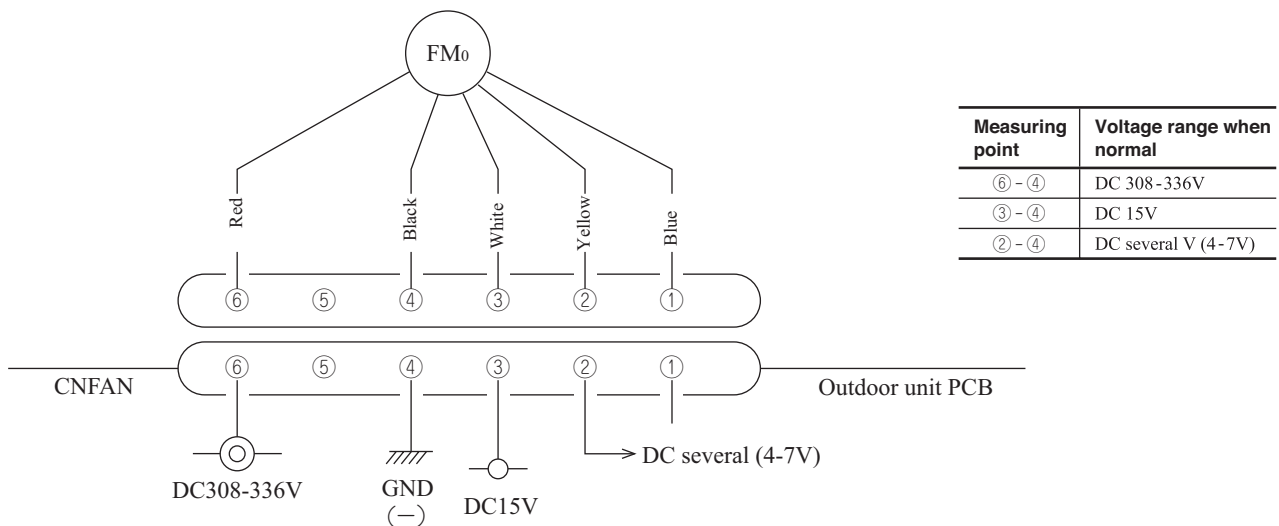 FM0
Red
Black
White
Yellow
Blue
⑥ ⑤ ④ ③ ② ①
⑥ ⑤ ④ ③ ② ①
CNFAN
Outdoor unit PCB
DC308-336V
GND
(—)
DC15V
DC several (4-7V)
Measuring point
Voltage range when normal
⑥ - ④ DC 308-336V
③ - ④ DC 15V
② - ④ DC several V (4-7V)